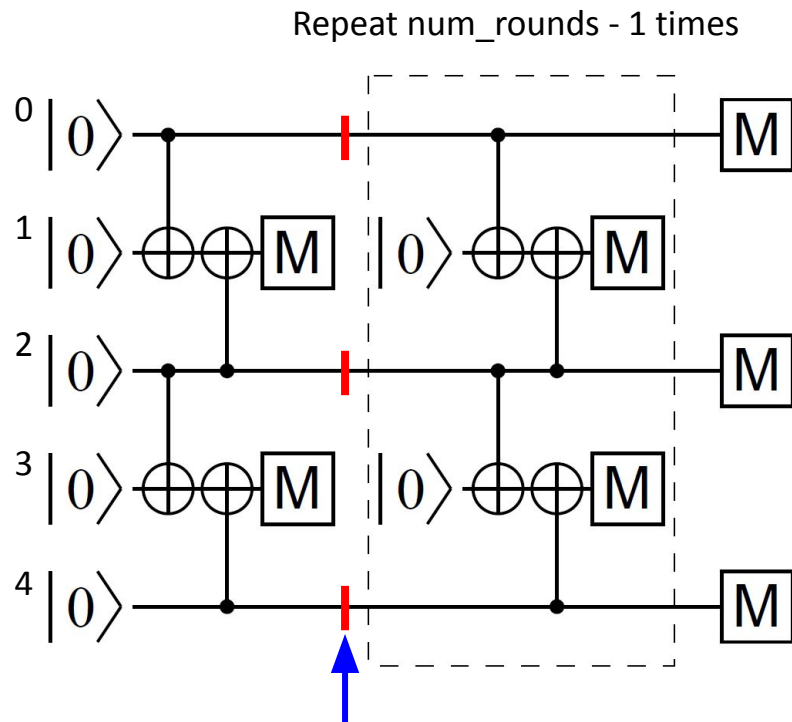 Repeat num_rounds - 1 times
0 |0⟩ M
1 |0⟩ M |0⟩ M
2 |0⟩ M
3 |0⟩ M |0⟩ M
4 |0⟩ M